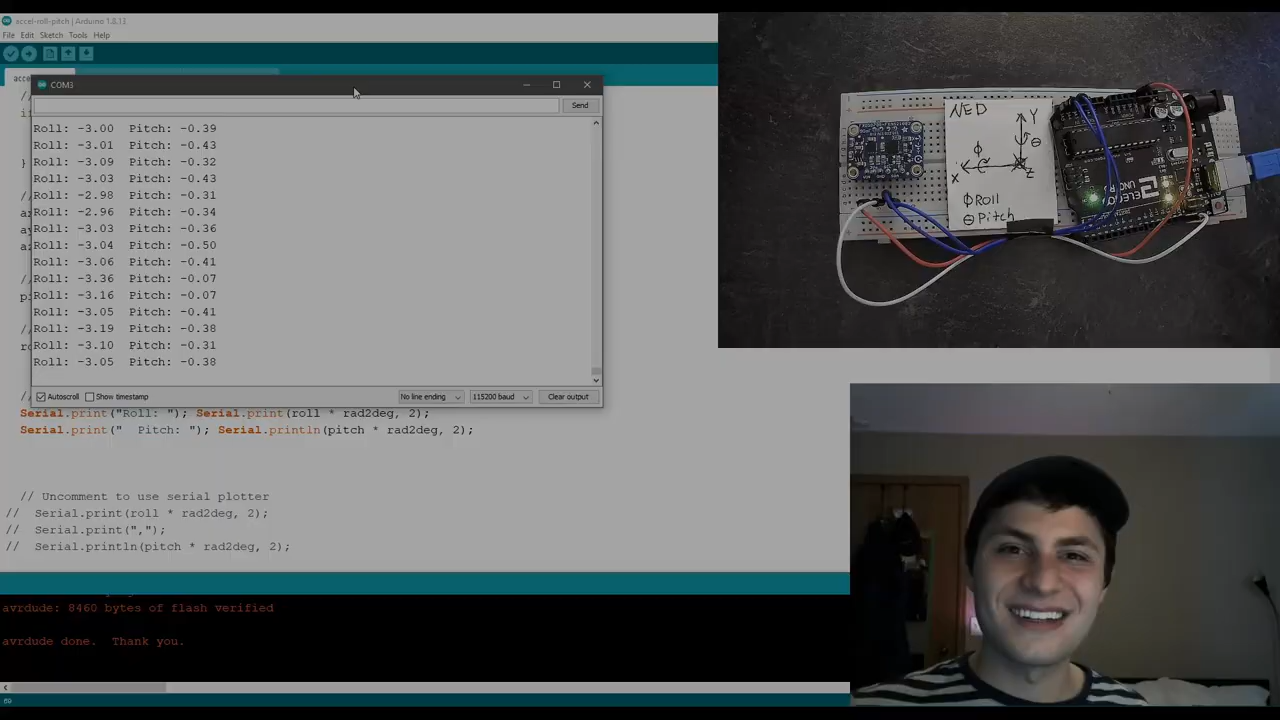 accel-roll-pitch | Arduino 1.8.13
File Edit Sketch Tools Help
acce
//
if
COM3
Send
Roll: -3.00  Pitch: -0.39
Roll: -3.01  Pitch: -0.48
Roll: -3.09  Pitch: -0.32
Roll: -3.03  Pitch: -0.43
Roll: -2.98  Pitch: -0.31
Roll: -2.96  Pitch: -0.34
Roll: -3.03  Pitch: -0.36
Roll: -3.04  Pitch: -0.50
Roll: -3.06  Pitch: -0.41
Roll: -3.36  Pitch: -0.07
Roll: -3.16  Pitch: -0.07
Roll: -3.05  Pitch: -0.41
Roll: -3.19  Pitch: -0.38
Roll: -3.10  Pitch: -0.31
Roll: -3.05  Pitch: -0.38
Autoscroll Show timestamp No line ending 115200 baud Clear output
Serial.print("Roll: "); Serial.print(roll * rad2deg, 2);
Serial.print("  Pitch: "); Serial.println(pitch * rad2deg, 2);
// Uncomment to use serial plotter
//  Serial.print(roll * rad2deg, 2);
//  Serial.print(",");
//  Serial.println(pitch * rad2deg, 2);
avrdude: 8460 bytes of flash verified
avrdude done.  Thank you.
NED
Y
ϕ
θ
X
Z
ϕ Roll
θ Pitch
UNO R3